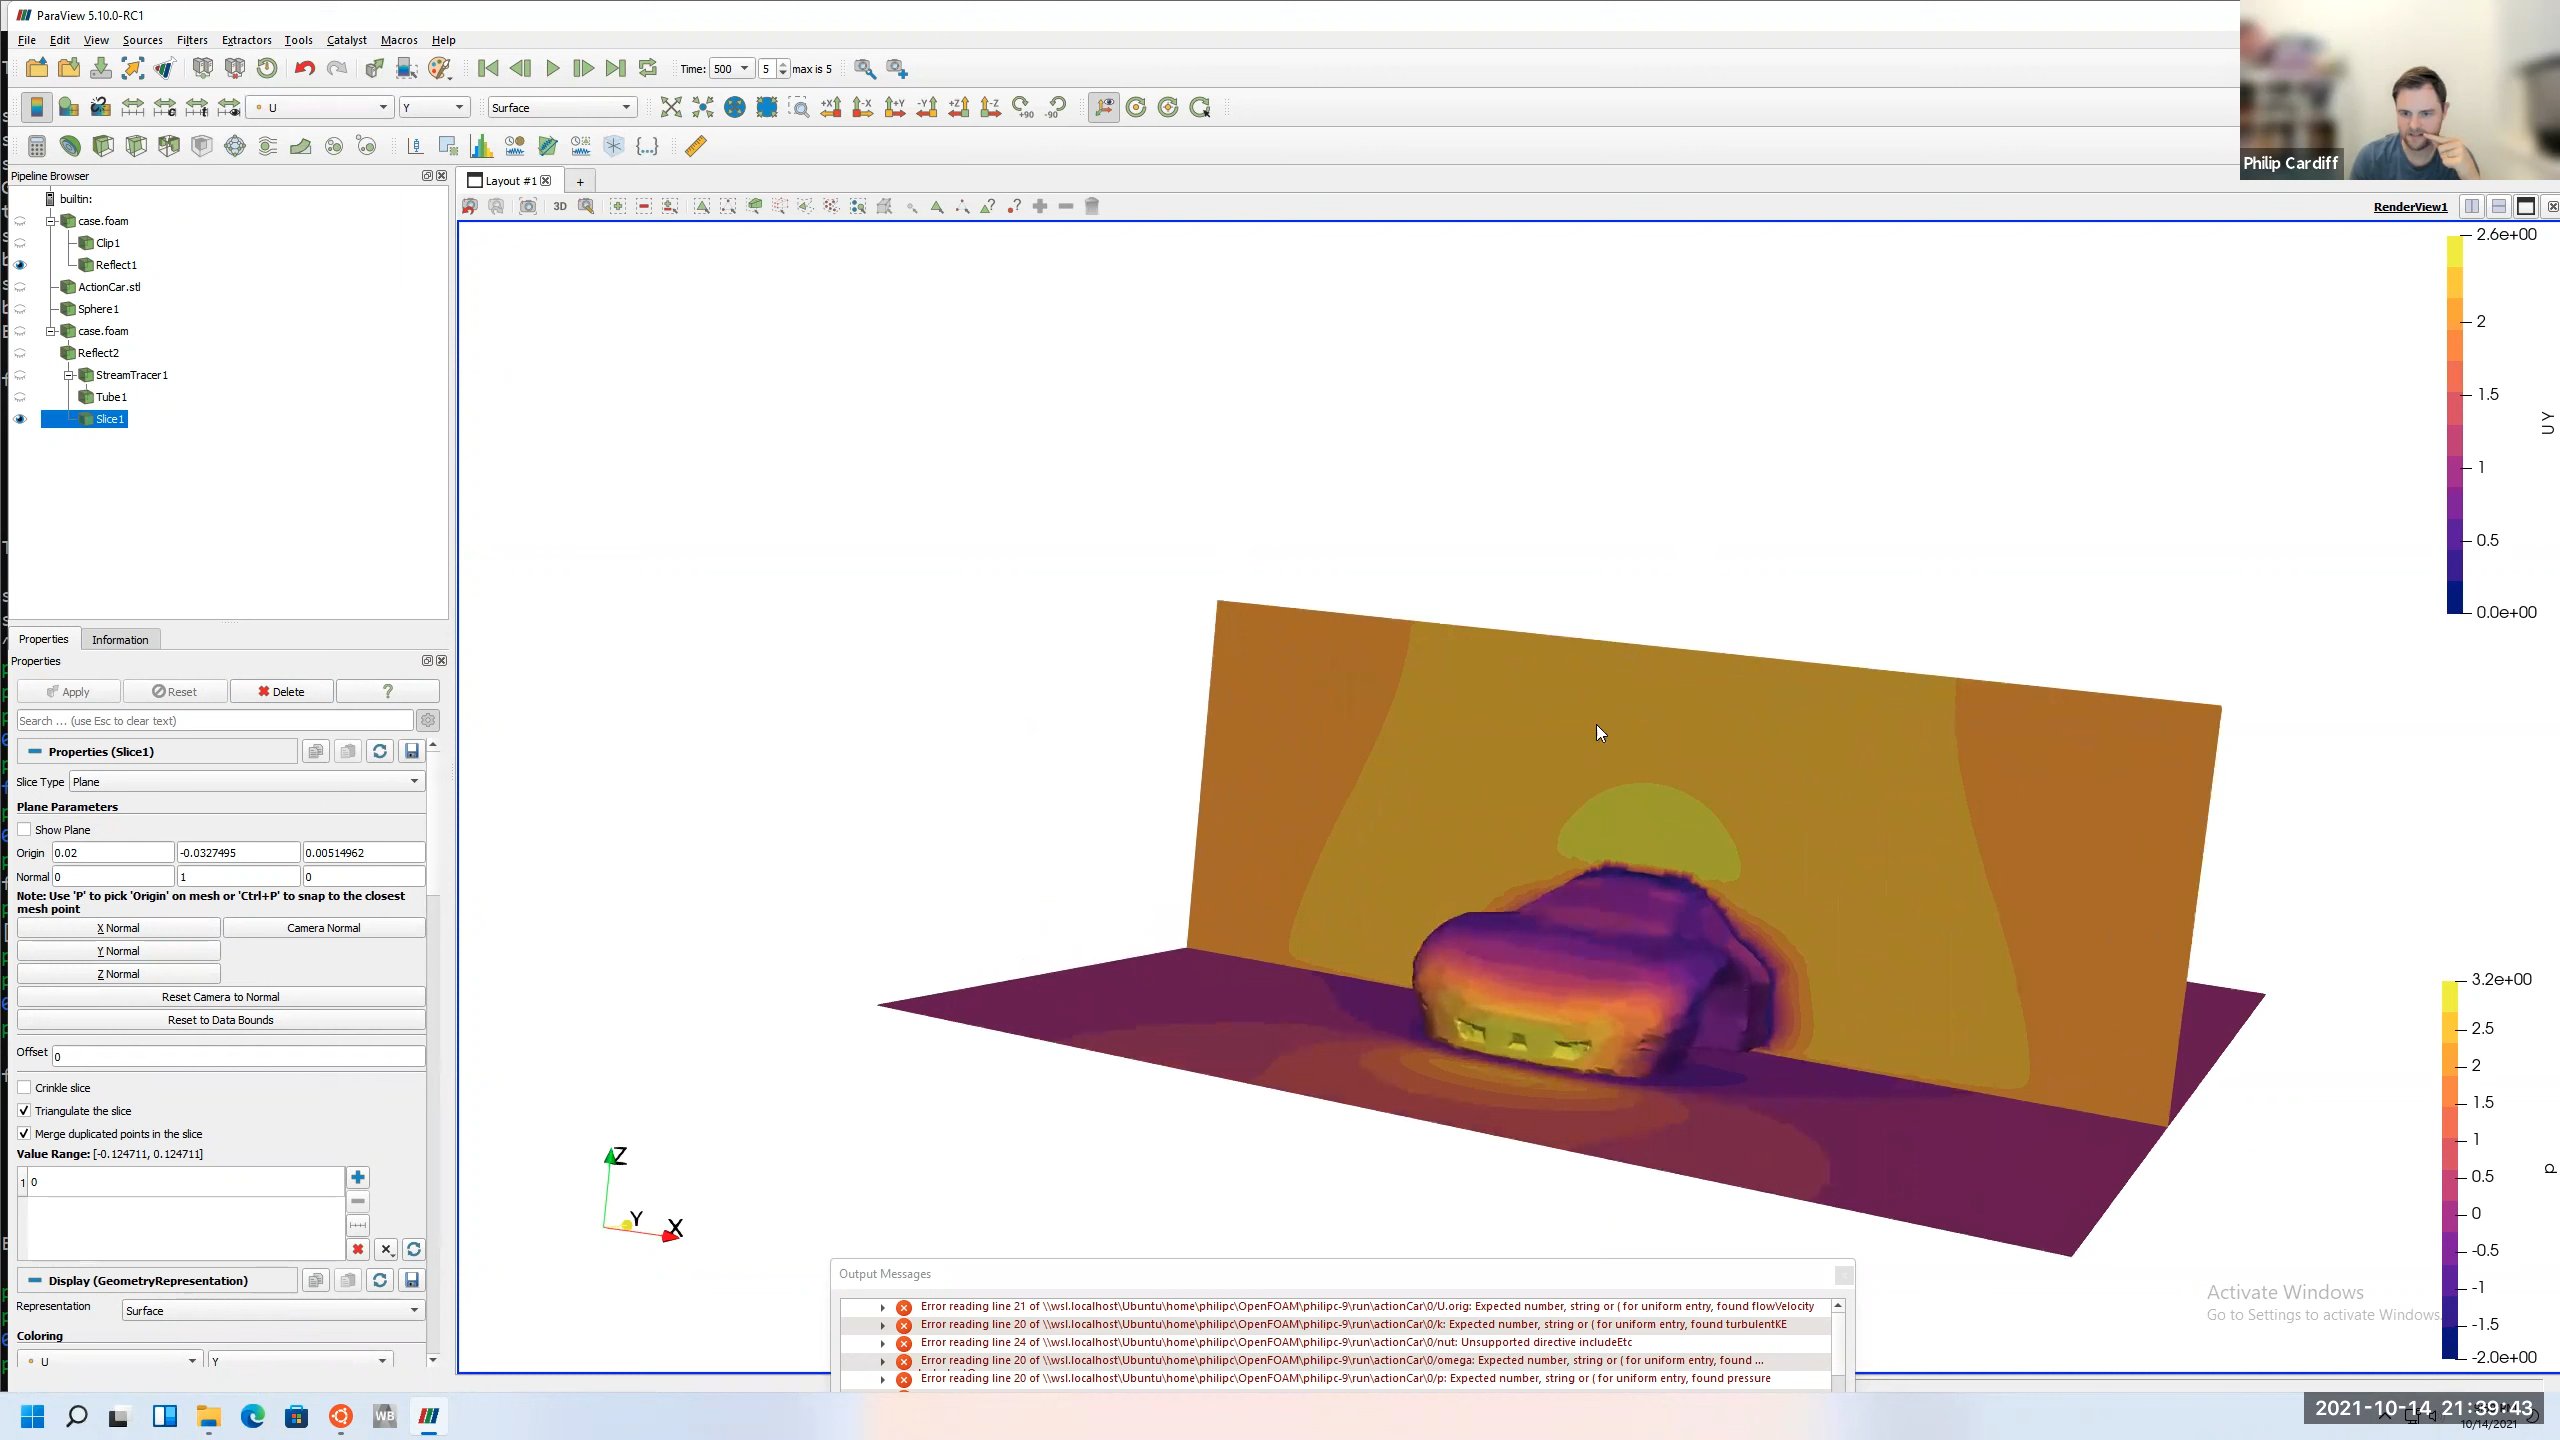 ParaView 5.10.0-RC1
File Edit View Sources Filters Extractors Tools Catalyst Macros Help
Time: 500 5 max is 5
U Y Surface
+X -X +Y -Y +Z -Z +90 -90
Philip Cardiff
Pipeline Browser
Layout #1 +
3D
RenderView1
builtin:
case.foam
Clip1
Reflect1
ActionCar.stl
Sphere1
case.foam
Reflect2
StreamTracer1
Tube1
Slice1
2.6e+00
2
1.5
1
0.5
0.0e+00
U Y
Properties Information
Properties
Apply Reset Delete ?
Search ... (use Esc to clear text)
Properties (Slice1)
Slice Type Plane
Plane Parameters
Show Plane
Origin 0.02 -0.0327495 0.00514962
Normal 0 1 0
Note: Use 'P' to pick 'Origin' on mesh or 'Ctrl+P' to snap to the closest
mesh point
X Normal Camera Normal
Y Normal
Z Normal
Reset Camera to Normal
Reset to Data Bounds
Offset 0
Crinkle slice
Triangulate the slice
Merge duplicated points in the slice
Value Range: [-0.124711, 0.124711]
1 0
Display (GeometryRepresentation)
Representation Surface
Coloring
U Y
Z
Y
X
3.2e+00
2.5
2
1.5
1
0.5
0
-0.5
-1
-1.5
-2.0e+00
p
Output Messages
Error reading line 21 of \\wsl.localhost\Ubuntu\home\philipc\OpenFOAM\philipc-9\run\actionCar\0/U.orig: Expected number, string or ( for uniform entry, found flowVelocity
Error reading line 20 of \\wsl.localhost\Ubuntu\home\philipc\OpenFOAM\philipc-9\run\actionCar\0/k: Expected number, string or ( for uniform entry, found turbulentKE
Error reading line 24 of \\wsl.localhost\Ubuntu\home\philipc\OpenFOAM\philipc-9\run\actionCar\0/nut: Unsupported directive includeEtc
Error reading line 20 of \\wsl.localhost\Ubuntu\home\philipc\OpenFOAM\philipc-9\run\actionCar\0/omega: Expected number, string or ( for uniform entry, found ...
Error reading line 20 of \\wsl.localhost\Ubuntu\home\philipc\OpenFOAM\philipc-9\run\actionCar\0/p: Expected number, string or ( for uniform entry, found pressure
Activate Windows
Go to Settings to activate Windows.
WB
2021-10-14 21:39:43
10/14/2021